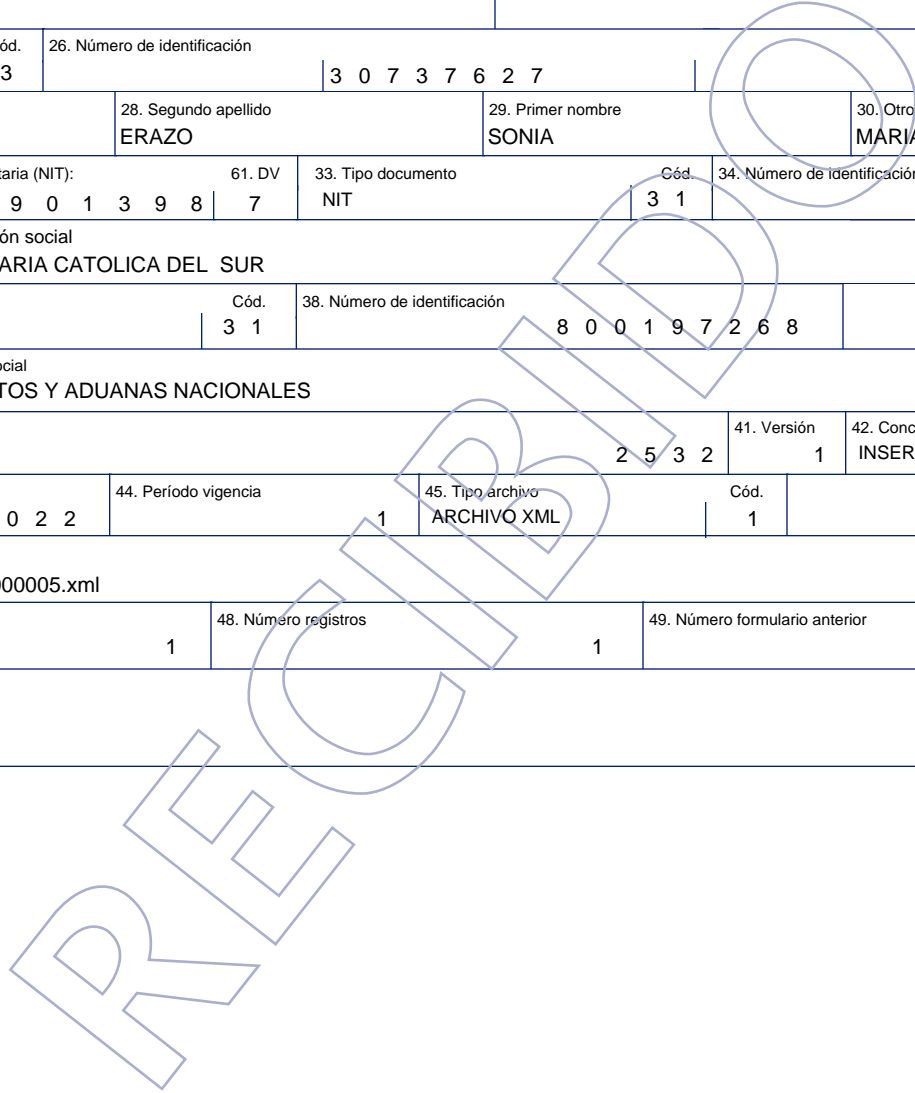 ód. 26. Número de identificación
3 3 0 7 3 7 6 2 7
28. Segundo apellido 29. Primer nombre 30. Otro
ERAZO SONIA MARIA
taria (NIT): 61. DV 33. Tipo documento Cód. 34. Número de identificación
9 0 1 3 9 8 7 NIT 3 1
ón social
ARIA CATOLICA DEL SUR
Cód. 38. Número de identificación
3 1 8 0 0 1 9 7 2 6 8
ocial
TOS Y ADUANAS NACIONALES
41. Versión 42. Conc
2 5 3 2 1 INSER
44. Período vigencia 45. Tipo archivo Cód.
0 2 2 1 ARCHIVO XML 1
000005.xml
48. Número registros 49. Número formulario anterior
1 1
RECIBIDO